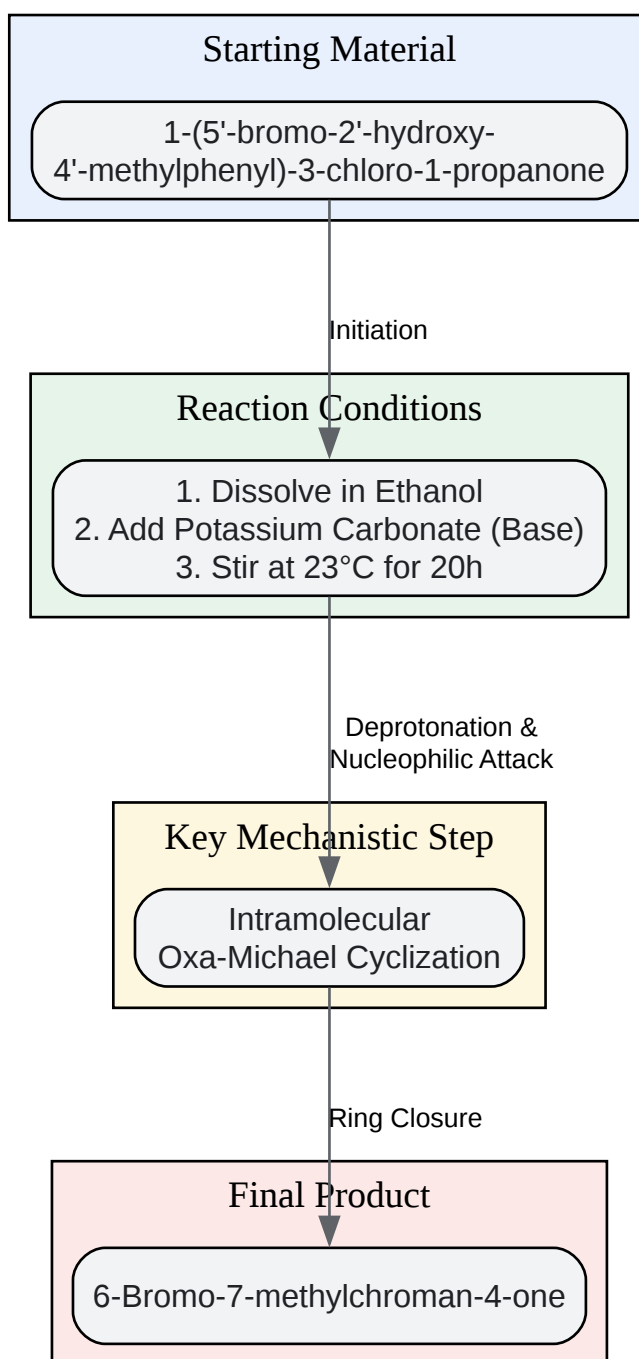 Starting Material
1-(5'-bromo-2'-hydroxy-
4'-methylphenyl)-3-chloro-1-propanone
Initiation
Reaction Conditions
1. Dissolve in Ethanol
2. Add Potassium Carbonate (Base)
3. Stir at 23°C for 20h
Deprotonation &
Nucleophilic Attack
Key Mechanistic Step
Intramolecular
Oxa-Michael Cyclization
Ring Closure
Final Product
6-Bromo-7-methylchroman-4-one